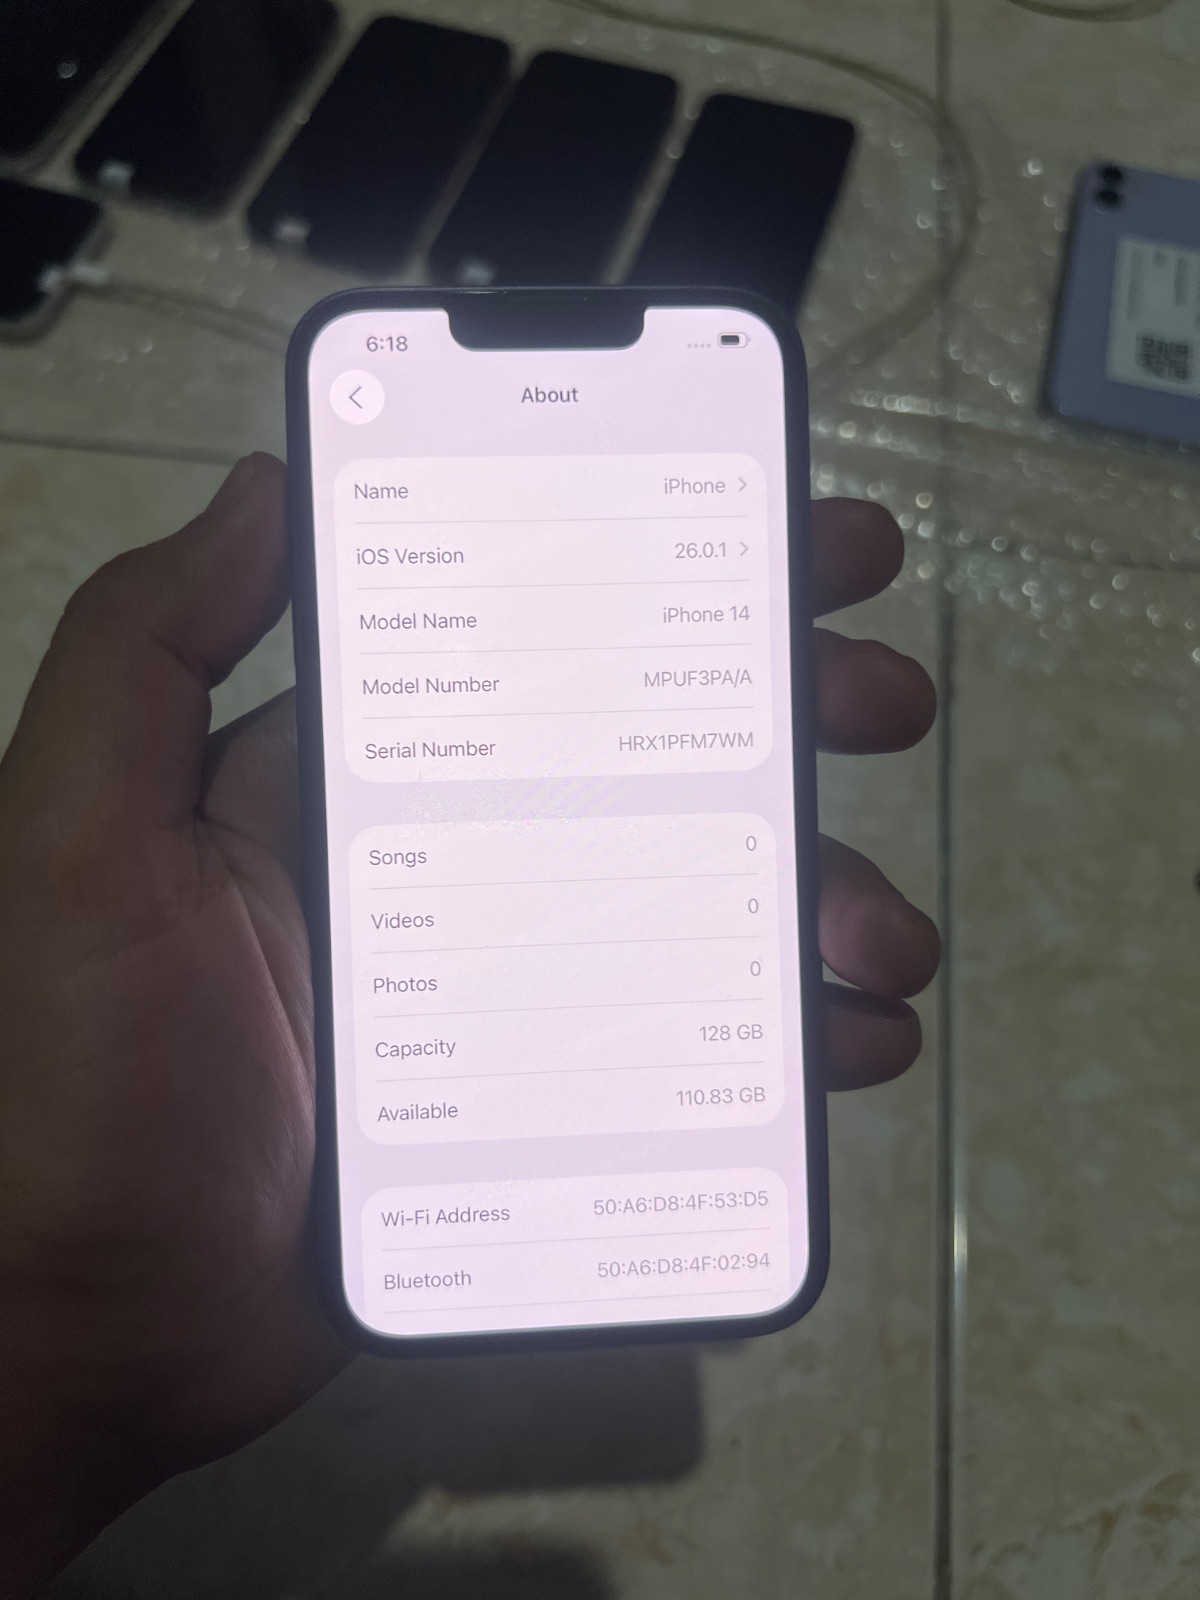 6:18
About
Name iPhone
iOS Version 26.0.1
Model Name iPhone 14
Model Number MPUF3PA/A
Serial Number HRX1PFM7WM
Songs 0
Videos 0
Photos 0
Capacity 128 GB
Available 110.83 GB
Wi-Fi Address 50:A6:D8:4F:53:D5
Bluetooth 50:A6:D8:4F:02:94